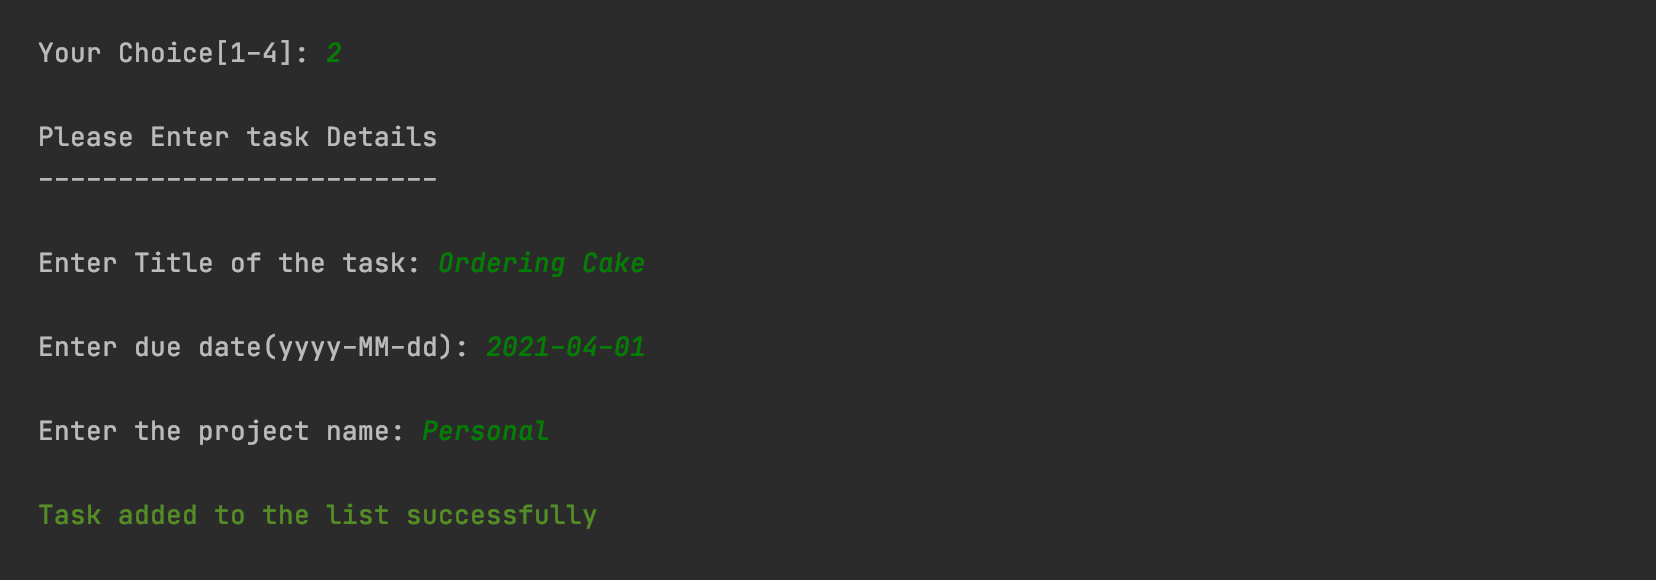 Your Choice[1-4]: 2
Please Enter task Details
-------------------------
Enter Title of the task: Ordering Cake
Enter due date(yyyy-MM-dd): 2021-04-01
Enter the project name: Personal
Task added to the list successfully